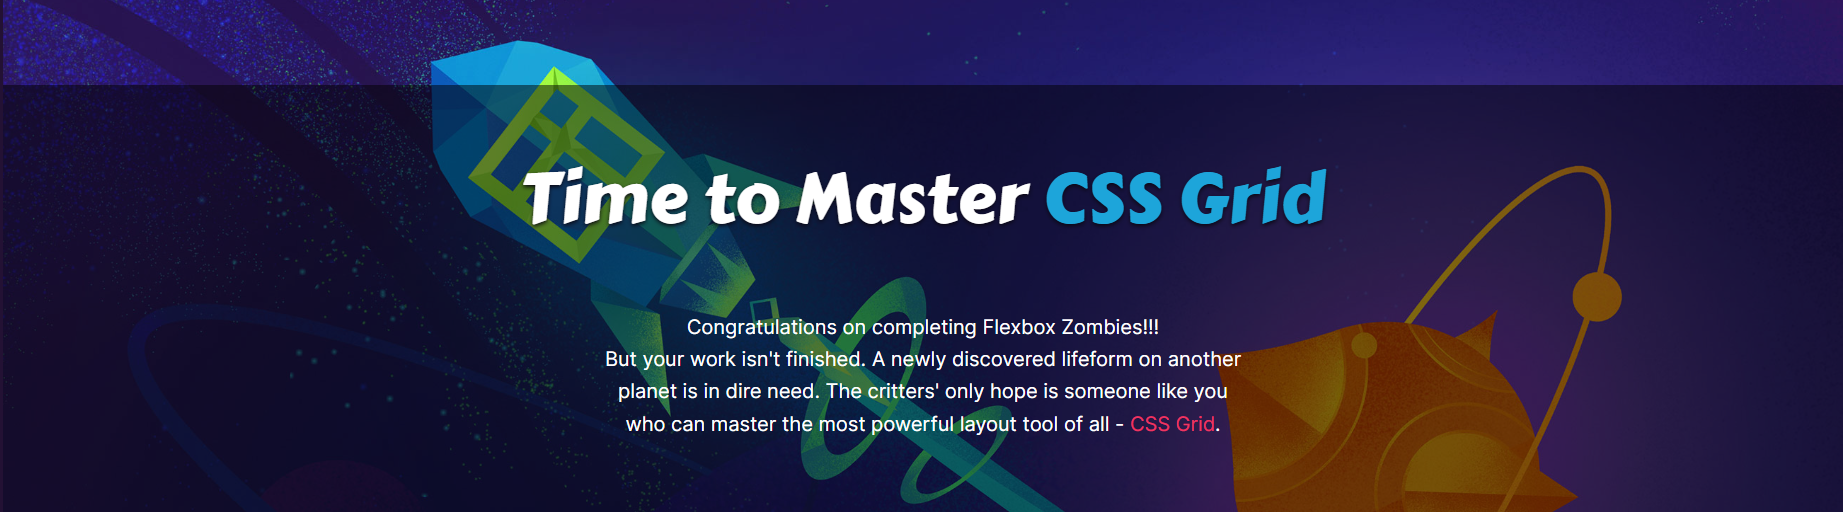 Time to Master CSS Grid
Congratulations on completing Flexbox Zombies!!!
But your work isn't finished. A newly discovered lifeform on another
planet is in dire need. The critters' only hope is someone like you
who can master the most powerful layout tool of all - CSS Grid.